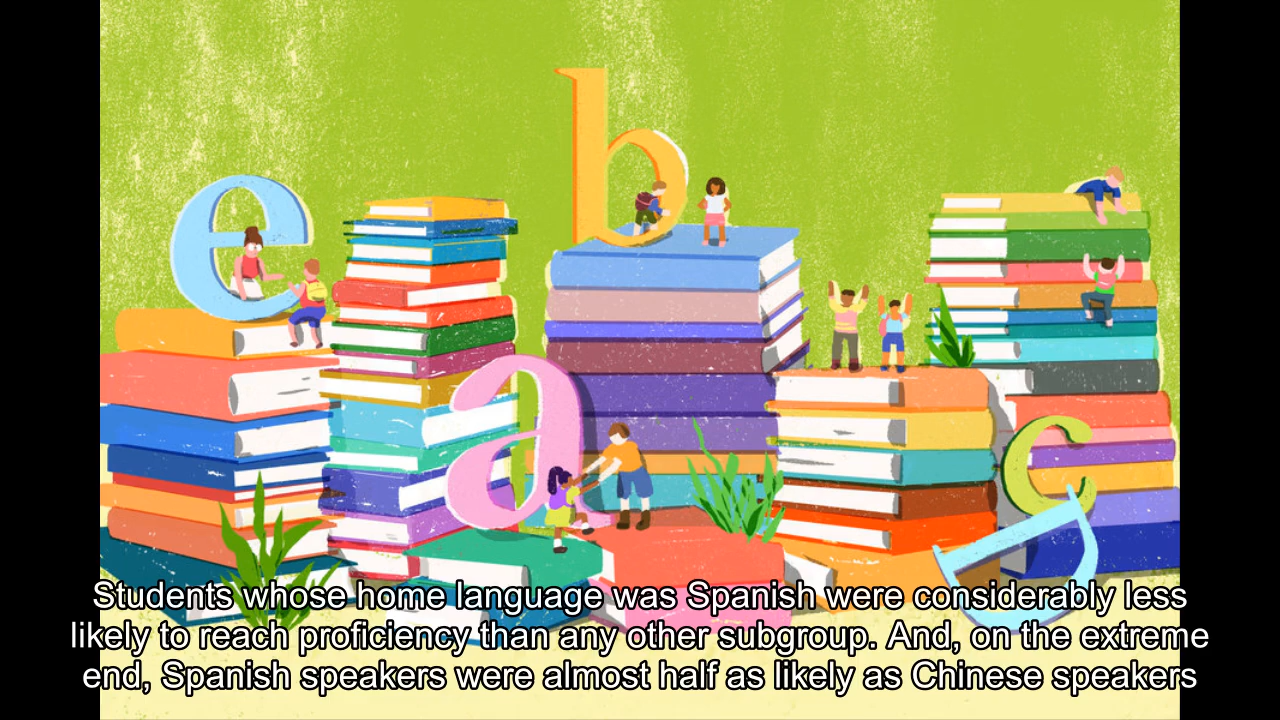 e
b
a
c
D
Students whose home language was Spanish were considerably less
likely to reach proficiency than any other subgroup. And, on the extreme
end, Spanish speakers were almost half as likely as Chinese speakers